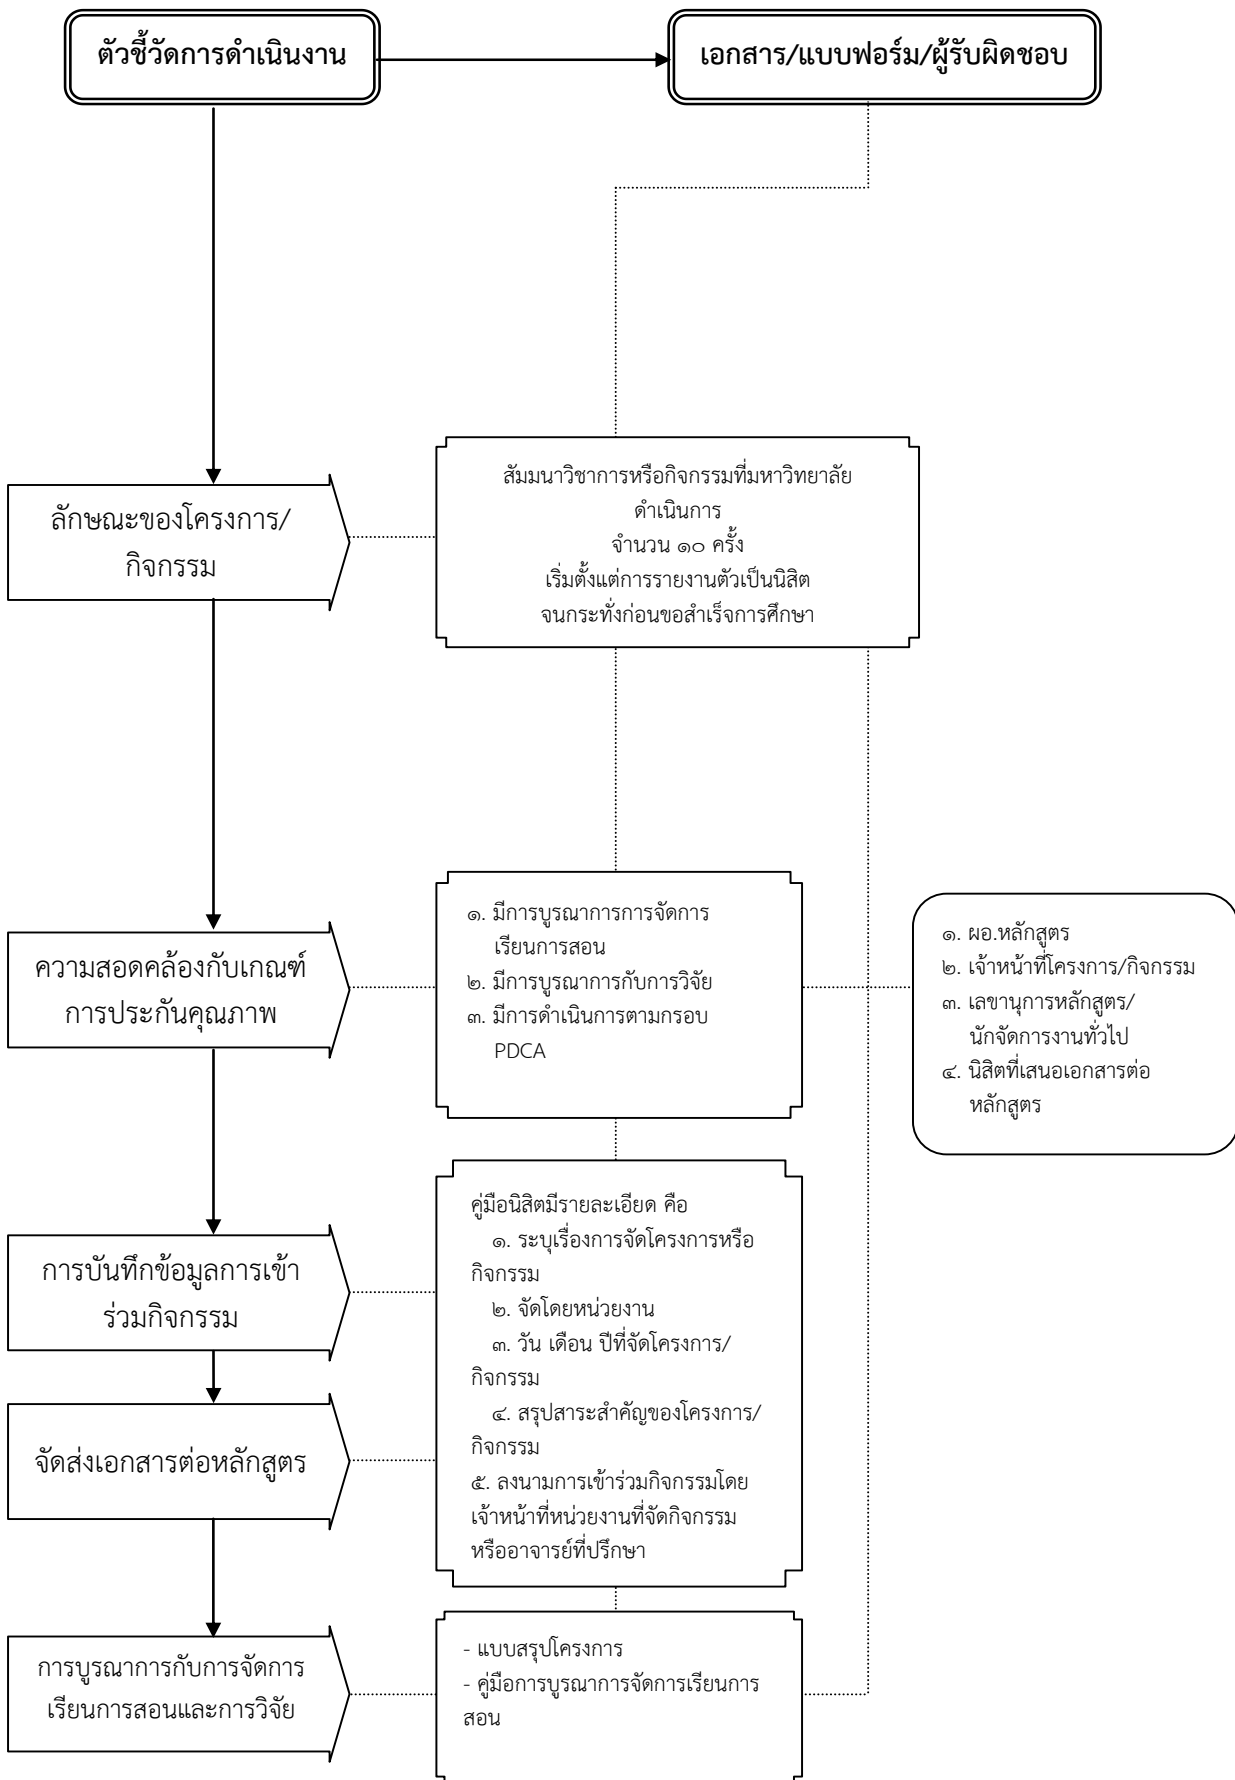 ตัวชี้วัดการดำเนินงาน
เอกสาร/แบบฟอร์ม/ผู้รับผิดชอบ
ลักษณะของโครงการ/
กิจกรรม
สัมมนาวิชาการหรือกิจกรรมที่มหาวิทยาลัย
ดำเนินการ
จำนวน ๑๐ ครั้ง
เริ่มตั้งแต่การรายงานตัวเป็นนิสิต
จนกระทั่งก่อนขอสำเร็จการศึกษา
ความสอดคล้องกับเกณฑ์
การประกันคุณภาพ
๑. มีการบูรณาการการจัดการ
เรียนการสอน
๒. มีการบูรณาการกับการวิจัย
๓. มีการดำเนินการตามกรอบ
PDCA
๑. ผอ.หลักสูตร
๒. เจ้าหน้าที่โครงการ/กิจกรรม
๓. เลขานุการหลักสูตร/
นักจัดการงานทั่วไป
๔. นิสิตที่เสนอเอกสารต่อ
หลักสูตร
การบันทึกข้อมูลการเข้า
ร่วมกิจกรรม
จัดส่งเอกสารต่อหลักสูตร
คู่มือนิสิตมีรายละเอียด คือ
๑. ระบุเรื่องการจัดโครงการหรือ
กิจกรรม
๒. จัดโดยหน่วยงาน
๓. วัน เดือน ปีที่จัดโครงการ/
กิจกรรม
๔. สรุปสาระสำคัญของโครงการ/
กิจกรรม
๕. ลงนามการเข้าร่วมกิจกรรมโดย
เจ้าหน้าที่หน่วยงานที่จัดกิจกรรม
หรืออาจารย์ที่ปรึกษา
การบูรณาการกับการจัดการ
เรียนการสอนและการวิจัย
- แบบสรุปโครงการ
- คู่มือการบูรณาการจัดการเรียนการ
สอน